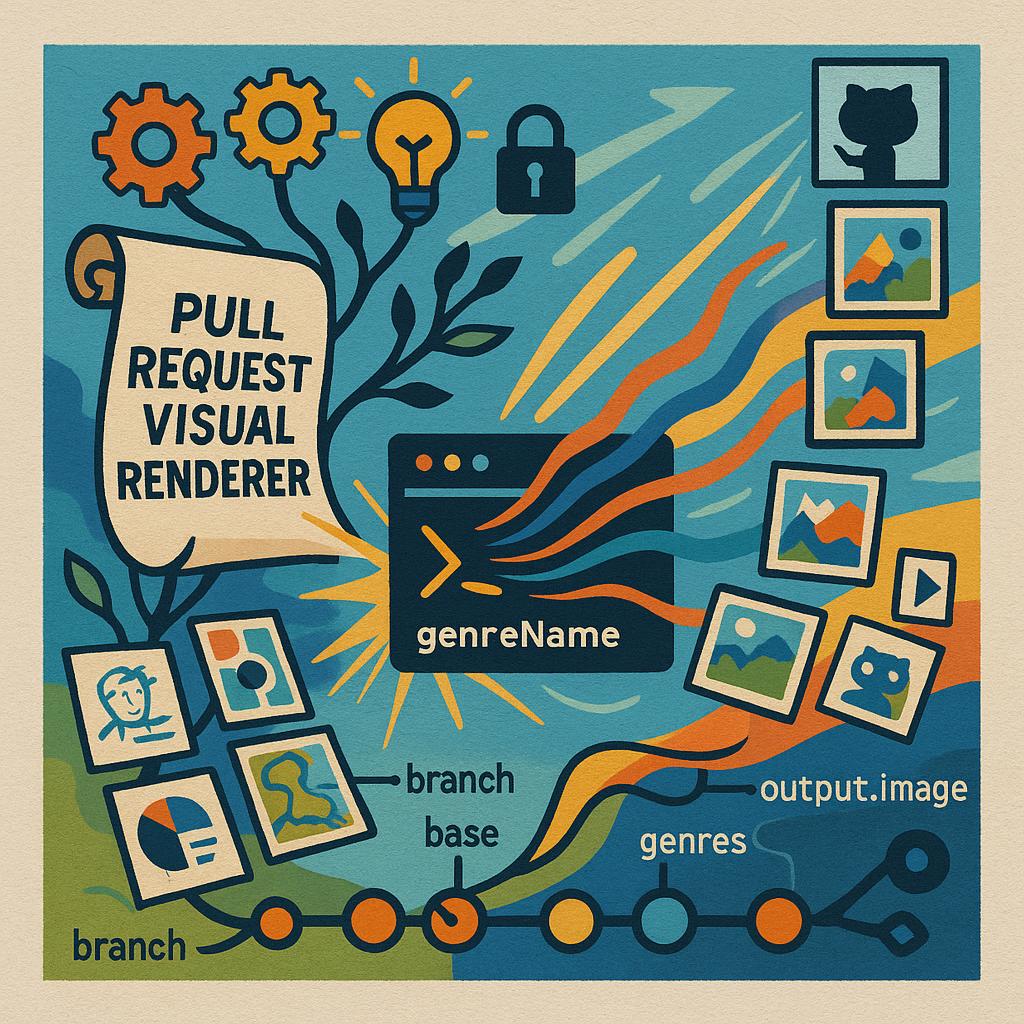 PULL
REQUEST
VISUAL
RENDERER
genreName
branch
base
output.image
genres
branch